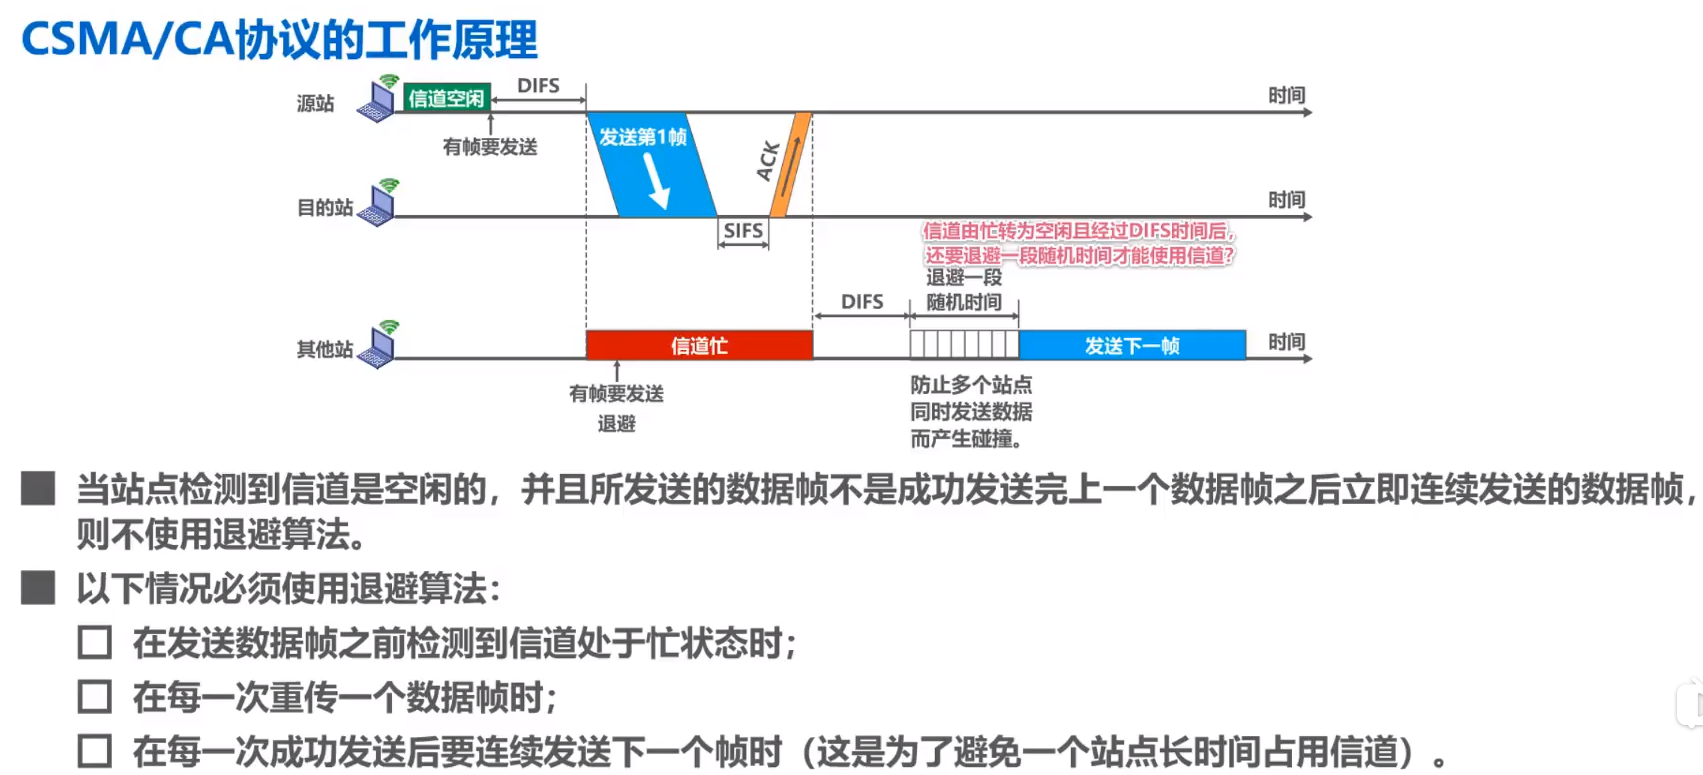 CSMA/CA协议的工作原理
源站
信道空闲
DIFS
时间
有帧要发送
发送第1帧
ACK
目的站
时间
SIFS
信道由忙转为空闲且经过DIFS时间后,
还要退避一段随机时间才能使用信道?
退避一段
随机时间
DIFS
其他站
信道忙
发送下一帧
时间
有帧要发送
退避
防止多个站点
同时发送数据
而产生碰撞。
当站点检测到信道是空闲的，并且所发送的数据帧不是成功发送完上一个数据帧之后立即连续发送的数据帧，
则不使用退避算法。
以下情况必须使用退避算法：
在发送数据帧之前检测到信道处于忙状态时；
在每一次重传一个数据帧时；
在每一次成功发送后要连续发送下一个帧时（这是为了避免一个站点长时间占用信道）。